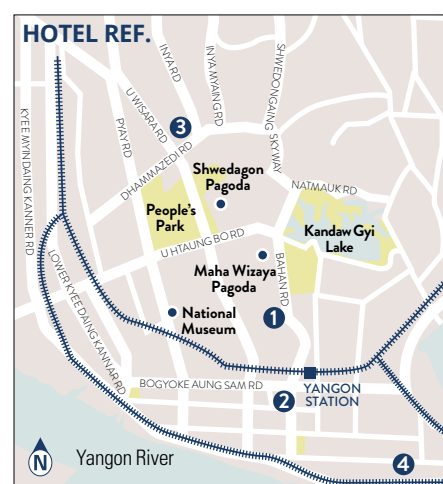 HOTEL REF.
KYEE MYINDAING KANNER RD
U WISARA RD
PYAY RD
INYA RD
INYA MYAING RD
SHWEDONGAING SKYWAY
3
DHAMMAZEDI RD
Shwedagon
Pagoda
NATMAUK RD
People's
Park
Kandaw Gyi
Lake
U HTAUNG BO RD
Maha Wizaya
Pagoda
BAHAN RD
LOWER KYEE DAING KANNAR RD
National
Museum
1
BOGYOKE AUNG SAM RD
YANGON
STATION
2
N
Yangon River
4